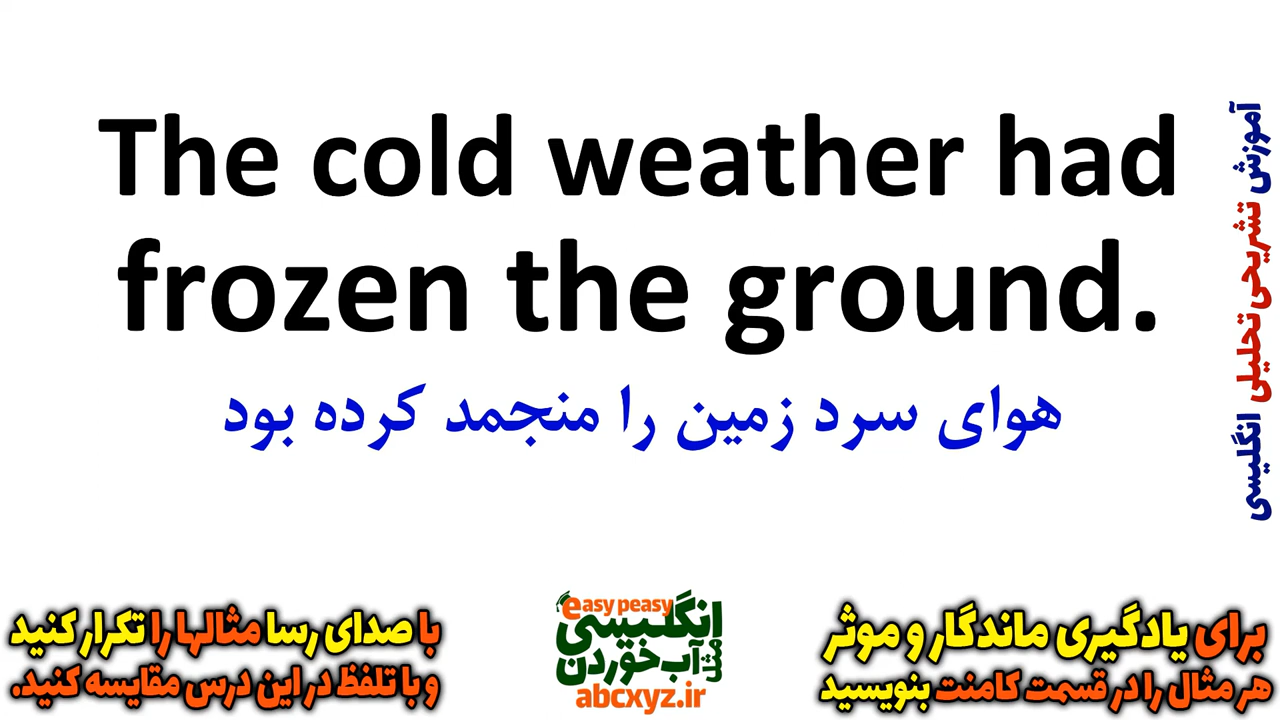 The cold weather had
frozen the ground.
هوای سرد زمین را منجمد کرده بود
آموزش تشریحی تحلیلی انگلیسی
برای یادگیری ماندگار و موثر
هر مثال را در قسمت کامنت بنویسید
easy peasy
انگلیسی
مثل آب خوردن
abcxyz.ir
با صدای رسا مثالها را تکرار کنید
و با تلفظ در این درس مقایسه کنید.